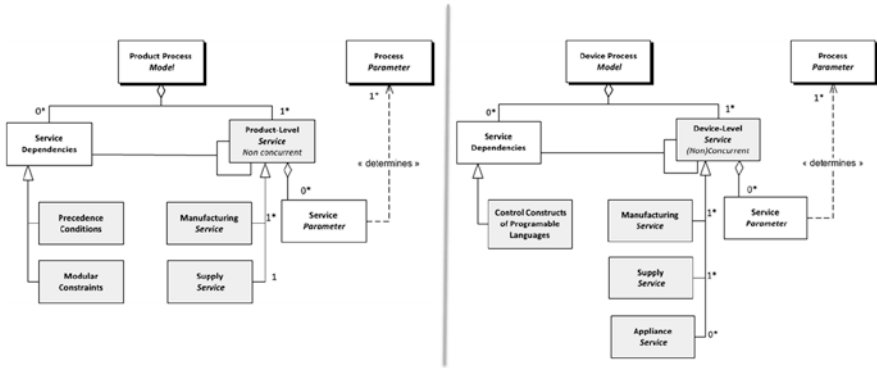 Product Process
Model
Process
Parameter
0*
1*
1*
Service
Dependencies
Product-Level
Service
Non concurrent
« determines »
0*
Precedence
Conditions
Manufacturing
Service
1*
Service
Parameter
Modular
Constraints
Supply
Service
1
Device Process
Model
Process
Parameter
0*
1*
1*
Service
Dependencies
Device-Level
Service
(Non)Concurrent
« determines »
0*
Control Constructs
of Programable
Languages
Manufacturing
Service
1*
Service
Parameter
Supply
Service
1*
Appliance
Service
0*